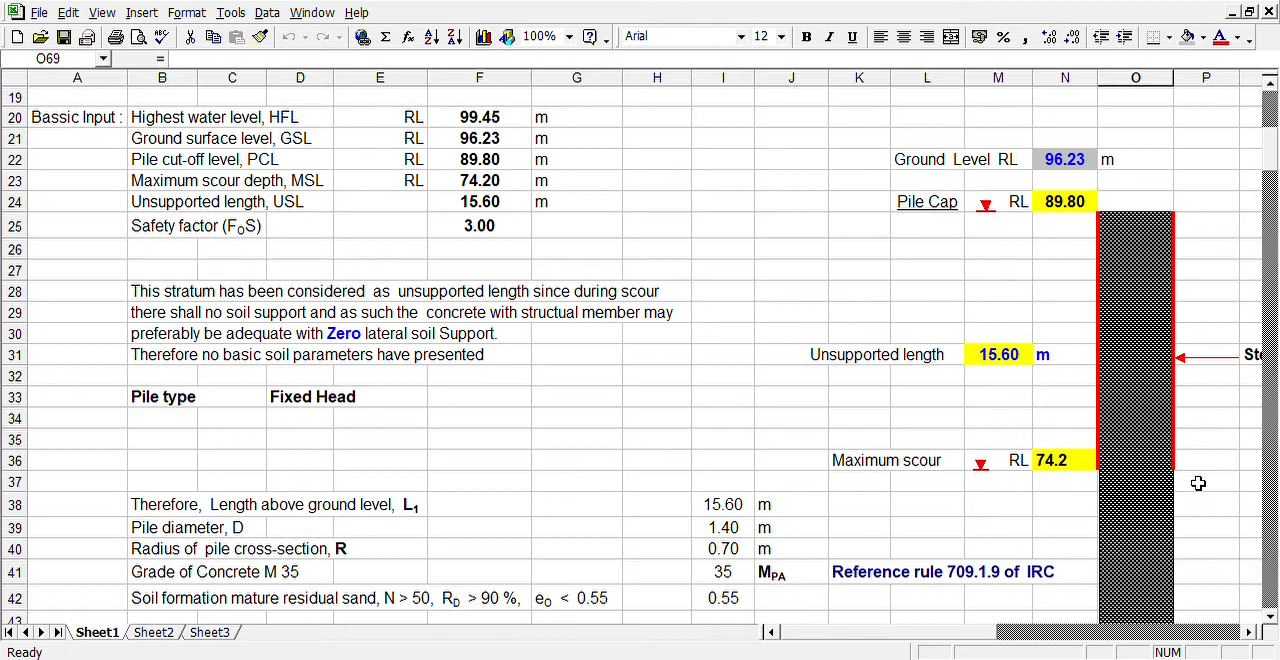 File Edit View Insert Format Tools Data Window Help
100% Arial 12 B I U
O69 =
A B C D E F G H I J K L M N O P
19
20 Bassic Input : Highest water level, HFL RL 99.45 m
21 Ground surface level, GSL RL 96.23 m
22 Pile cut-off level, PCL RL 89.80 m Ground Level RL 96.23 m
23 Maximum scour depth, MSL RL 74.20 m
24 Unsupported length, USL 15.60 m Pile Cap RL 89.80
25 Safety factor (FOS) 3.00
26
27
28 This stratum has been considered as unsupported length since during scour
29 there shall no soil support and as such the concrete with structual member may
30 preferably be adequate with Zero lateral soil Support.
31 Therefore no basic soil parameters have presented Unsupported length 15.60 m
32
33 Pile type Fixed Head
34
35
36 Maximum scour RL 74.2
37
38 Therefore, Length above ground level, L1 15.60 m
39 Pile diameter, D 1.40 m
40 Radius of pile cross-section, R 0.70 m
41 Grade of Concrete M 35 35 MPA Reference rule 709.1.9 of IRC
42 Soil formation mature residual sand, N > 50, RD > 90 %, eO < 0.55 0.55
43
Sheet1 Sheet2 Sheet3
Ready NUM